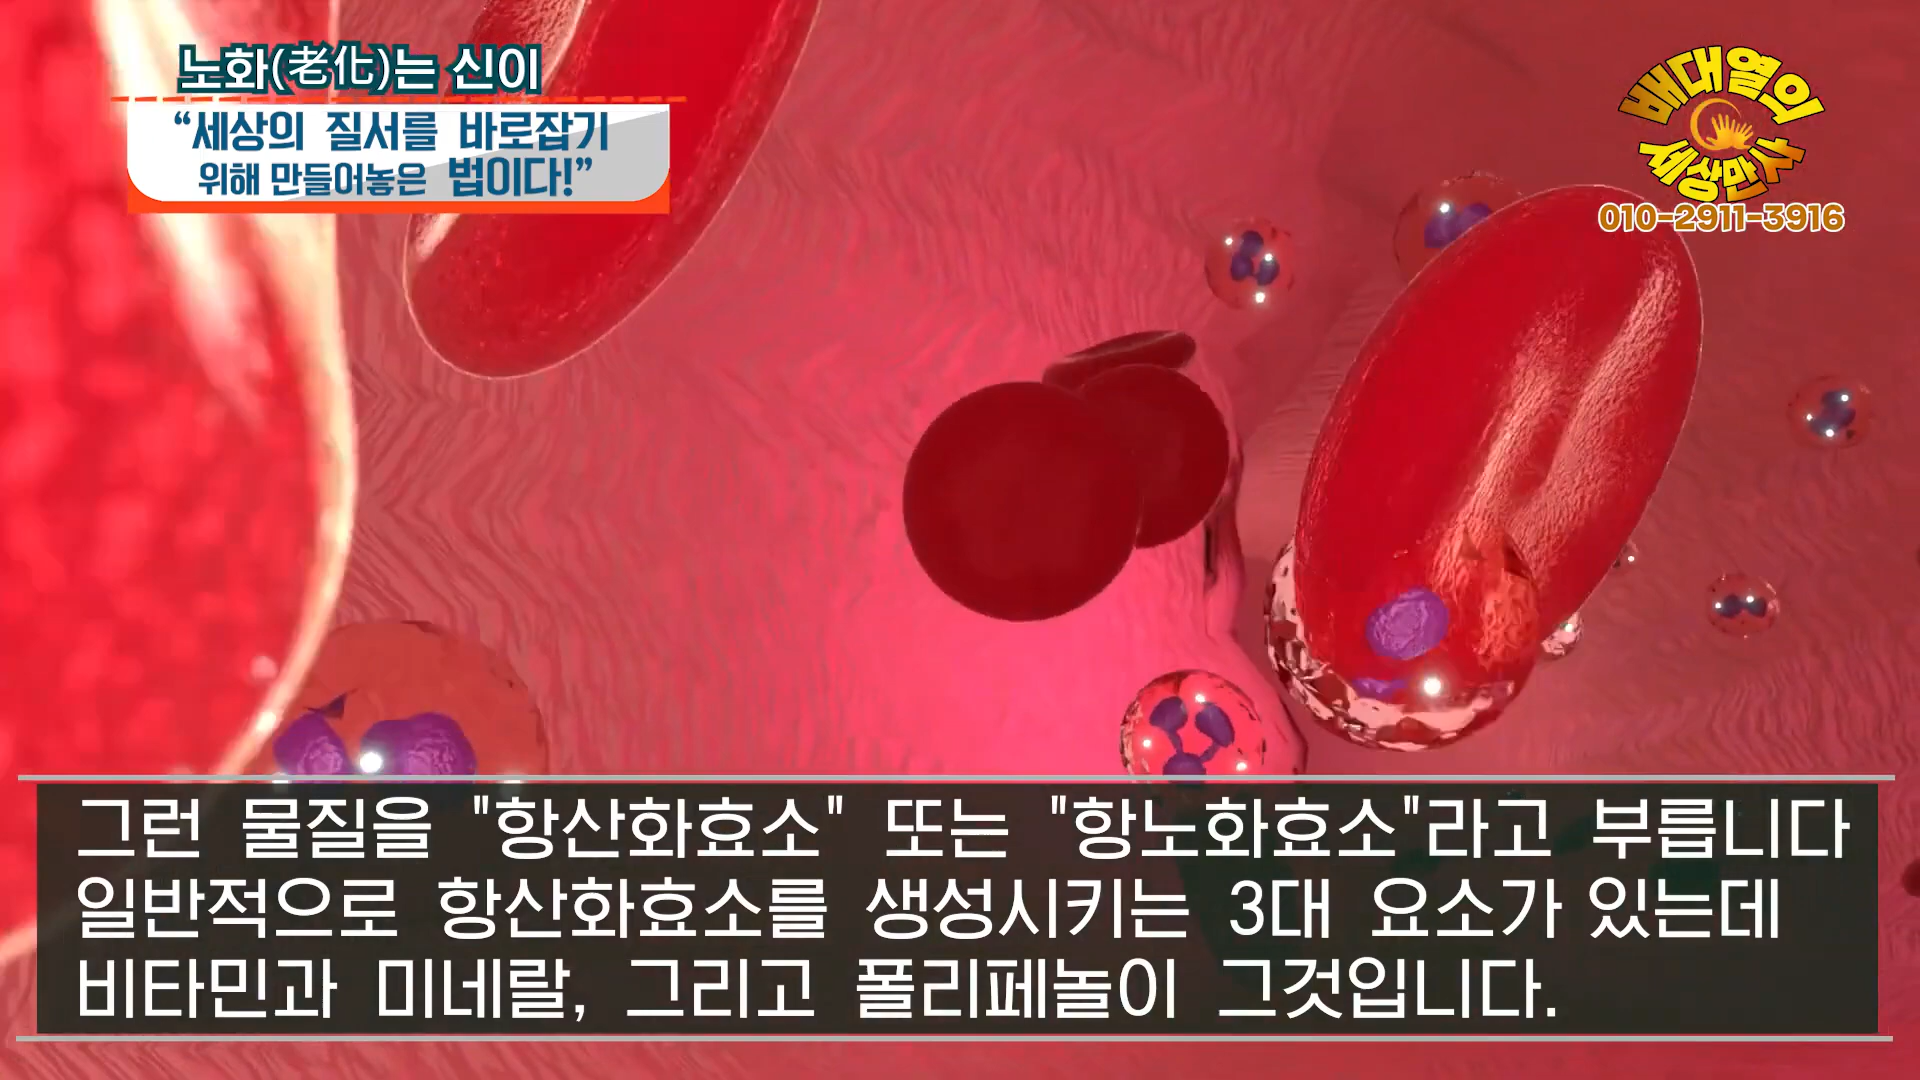 노화(老化)는 신이
“세상의 질서를 바로잡기
위해 만들어놓은 법이다!”
배대열의
세상만사
010-2911-3916
그런 물질을 "항산화효소" 또는 "항노화효소"라고 부릅니다
일반적으로 항산화효소를 생성시키는 3대 요소가 있는데
비타민과 미네랄, 그리고 폴리페놀이 그것입니다.